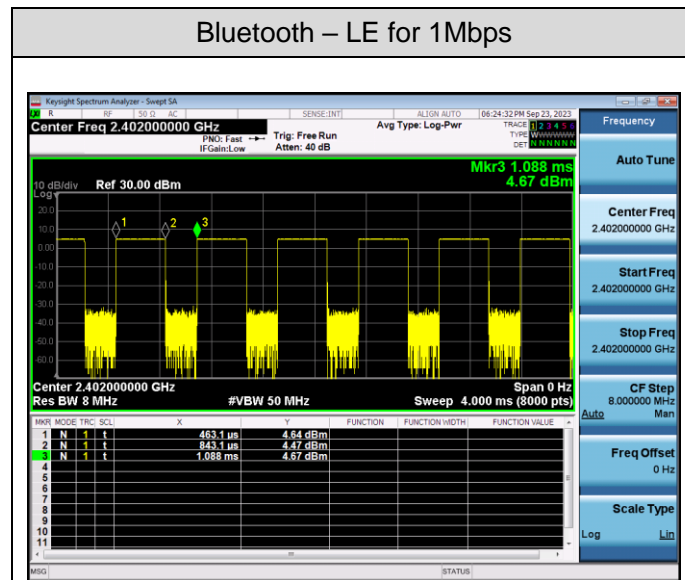 Bluetooth – LE for 1Mbps
Keysight Spectrum Analyzer - Swept SA
R RF 50 Ω AC SENSE:INT ALIGN AUTO 06:24:32 PM Sep 23, 2023
Center Freq 2.402000000 GHz
PNO: Fast
IFGain:Low
Trig: Free Run
Atten: 40 dB
Avg Type: Log-Pwr
TRACE 1 2 3 4 5 6
TYPE WWWWWW
DET N N N N N N
Frequency
Mkr3 1.088 ms
4.67 dBm
10 dB/div Ref 30.00 dBm
Log
20.0
10.0
0.00
-10.0
-20.0
-30.0
-40.0
-50.0
-60.0
1 2 3
Center 2.402000000 GHz Span 0 Hz
Res BW 8 MHz #VBW 50 MHz Sweep 4.000 ms (8000 pts)
MKR MODE TRC SCL X Y FUNCTION FUNCTION WIDTH FUNCTION VALUE
1 N 1 t 463.1 µs 4.64 dBm
2 N 1 t 843.1 µs 4.47 dBm
3 N 1 t 1.088 ms 4.67 dBm
4
5
6
7
8
9
10
11
MSG STATUS
Auto Tune
Center Freq
2.402000000 GHz
Start Freq
2.402000000 GHz
Stop Freq
2.402000000 GHz
CF Step
8.000000 MHz
Auto Man
Freq Offset
0 Hz
Scale Type
Log Lin